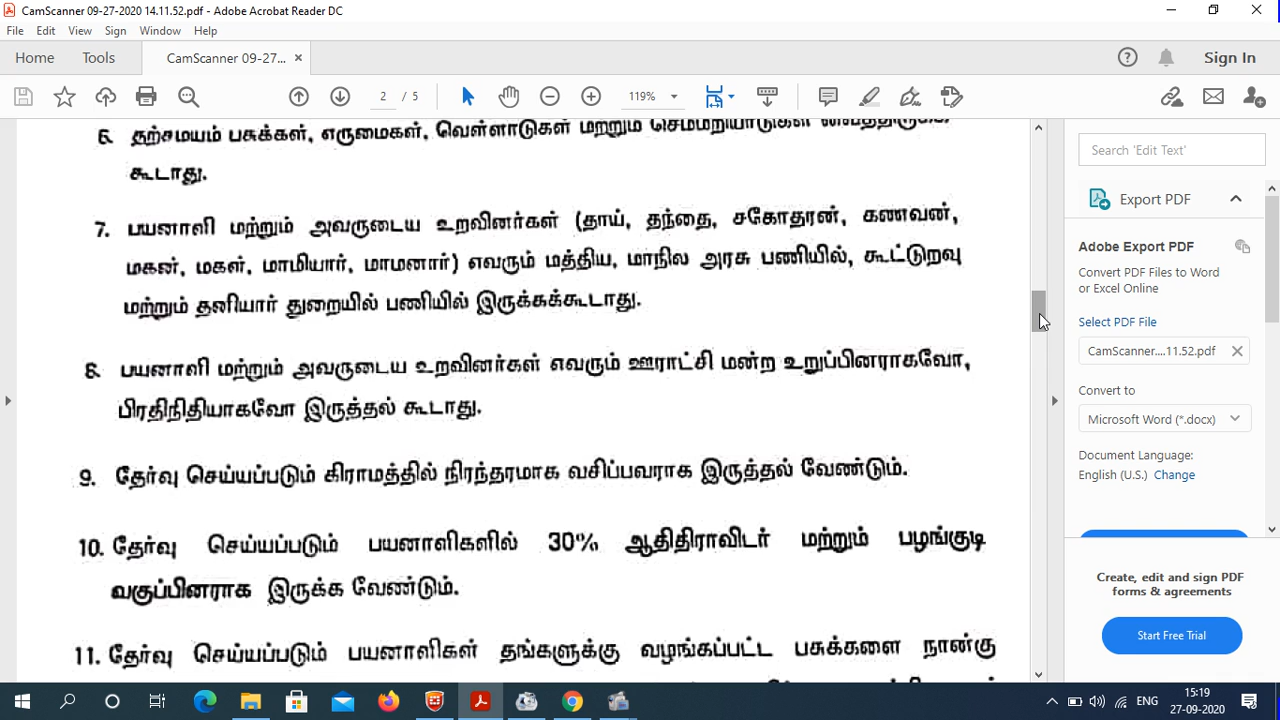 CamScanner 09-27-2020 14.11.52.pdf - Adobe Acrobat Reader DC
File Edit View Sign Window Help
Home Tools CamScanner 09-27... ×
? Sign In
2 / 5 119%
6. தற்சமயம் பசுக்கள், எருமைகள், வெள்ளாடுகள் மற்றும் செம்மறியாடுகள்
கூடாது.
7. பயனாளி மற்றும் அவருடைய உறவினர்கள் (தாய், தந்தை, சகோதரன், கணவன்,
மகன், மகள், மாமியார், மாமனார்) எவரும் மத்திய, மாநில அரசு பணியில், கூட்டுறவு
மற்றும் தனியார் துறையில் பணியில் இருக்கக்கூடாது.
8. பயனாளி மற்றும் அவருடைய உறவினர்கள் எவரும் ஊராட்சி மன்ற உறுப்பினராகவோ,
பிரதிநிதியாகவோ இருத்தல் கூடாது.
9. தேர்வு செய்யப்படும் கிராமத்தில் நிரந்தரமாக வசிப்பவராக இருத்தல் வேண்டும்.
10. தேர்வு செய்யப்படும் பயனாளிகளில் 30% ஆதிதிராவிடர் மற்றும் பழங்குடி
வகுப்பினராக இருக்க வேண்டும்.
11. தேர்வு செய்யப்படும் பயனாளிகள் தங்களுக்கு வழங்கப்பட்ட பசுக்களை நான்கு
Search 'Edit Text'
Export PDF
Adobe Export PDF
Convert PDF Files to Word
or Excel Online
Select PDF File
CamScanner....11.52.pdf
Convert to
Microsoft Word (*.docx)
Document Language:
English (U.S.) Change
Create, edit and sign PDF
forms & agreements
Start Free Trial
ENG
15:19
27-09-2020